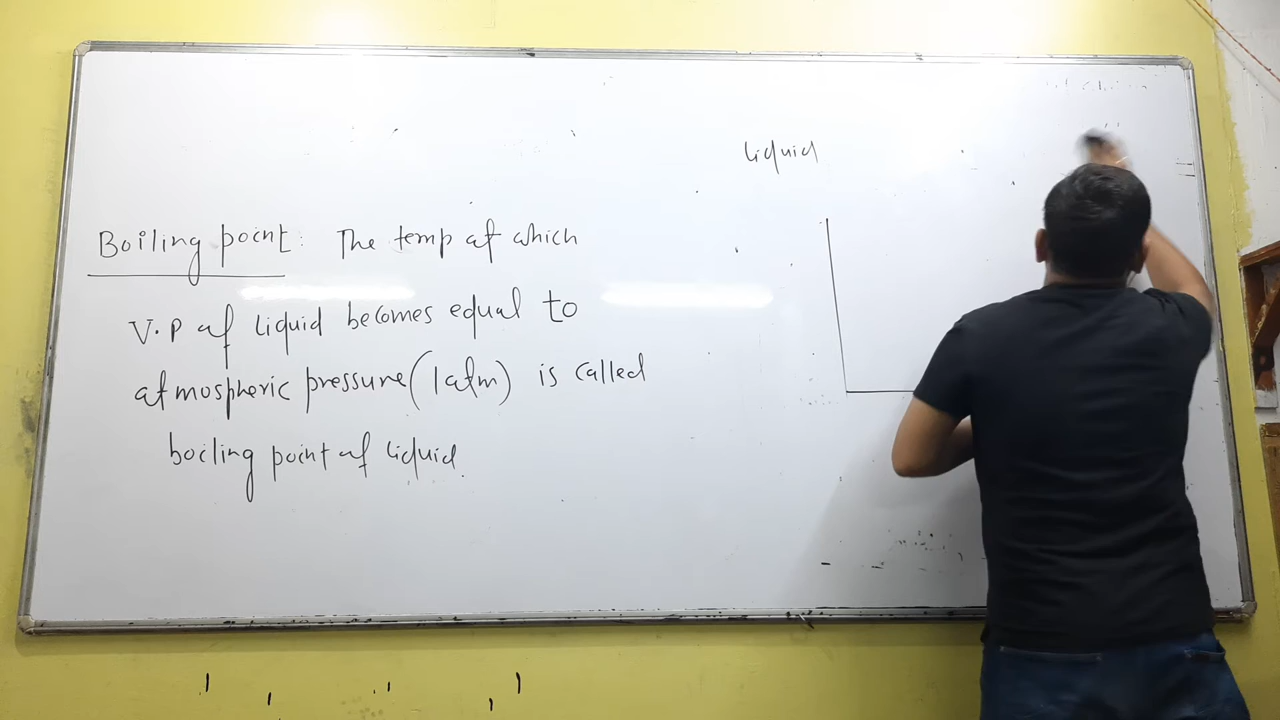 liquid
Boiling point: The temp at which
V.P of liquid becomes equal to
atmospheric pressure (1atm) is called
boiling point of liquid.